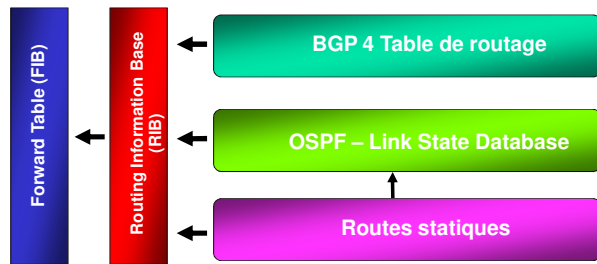 Forward Table (FIB)
Routing Information Base
(RIB)
BGP 4 Table de routage
OSPF – Link State Database
Routes statiques